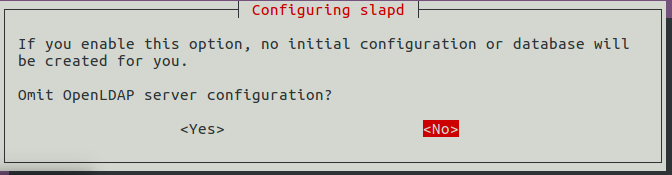 Configuring slapd
If you enable this option, no initial configuration or database will
be created for you.
Omit OpenLDAP server configuration?
<Yes> <No>